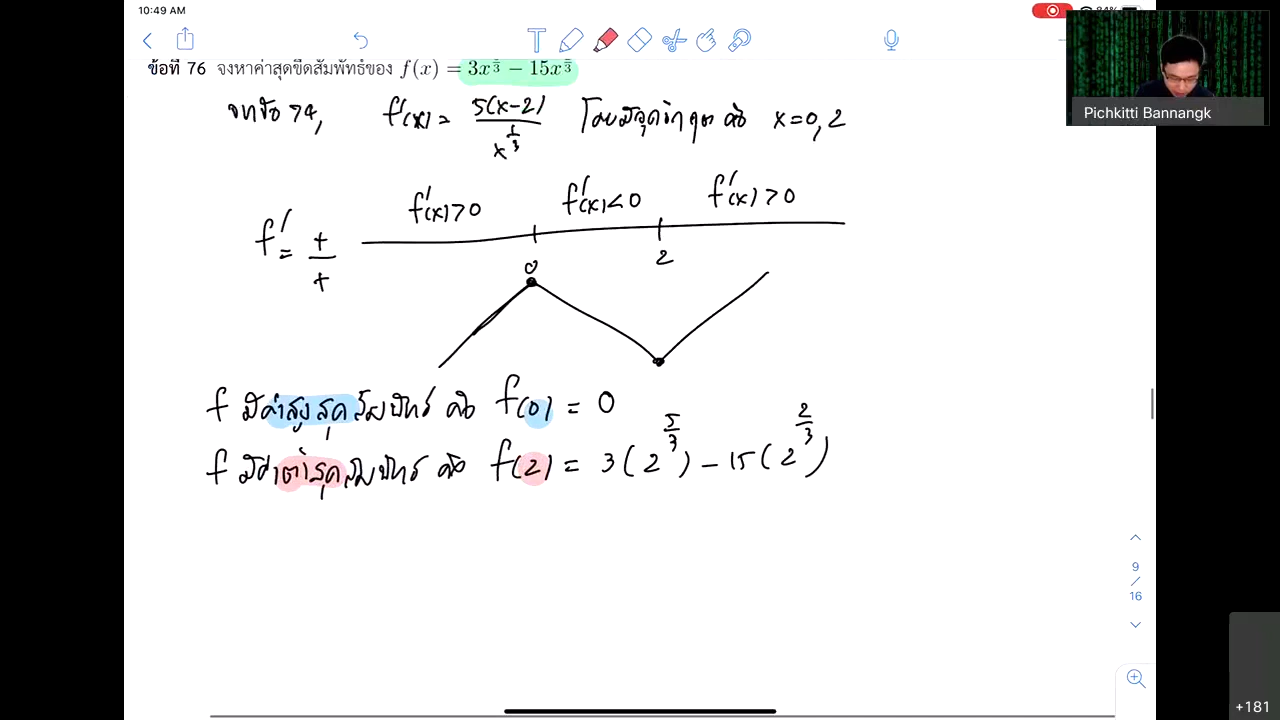 10:49 AM
84%
Pichkitti Bannangk
ข้อที่ 76 จงหาค่าสุดขีดสัมพัทธ์ของ f(x) = 3x^{5/3} − 15x^{2/3}
จากข้อ 74, f'(x) = 5(x-2)/x^{1/3} โดยมีจุดวิกฤต คือ x = 0, 2
f'(x) > 0 f'(x) < 0 f'(x) > 0
f' = +/+
0 2
f มีค่าสูงสุดสัมพัทธ์ คือ f(0) = 0
f มีค่าต่ำสุดสัมพัทธ์ คือ f(2) = 3(2^{5/3}) − 15(2^{2/3})
9
/
16
+181